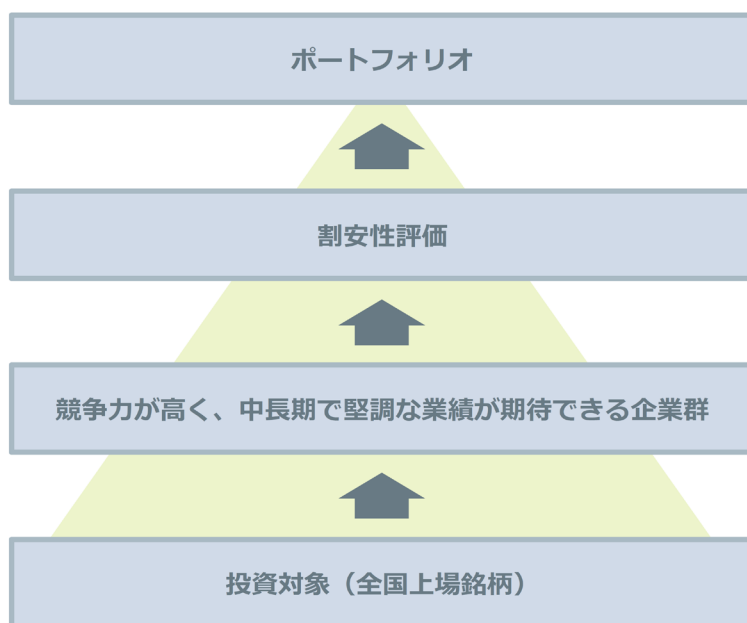 ポートフォリオ
割安性評価
競争力が高く、中長期で堅調な業績が期待できる企業群
投資対象（全国上場銘柄）